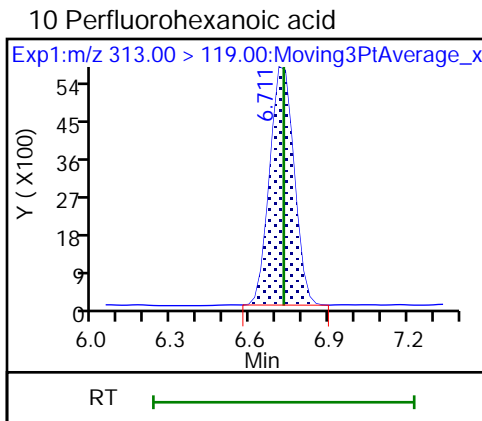 10 Perfluorohexanoic acid
Exp1:m/z 313.00 > 119.00:Moving3PtAverage_x
6.711
Y ( X100)
54
45
36
27
18
9
0
6.0 6.3 6.6 6.9 7.2
Min
RT